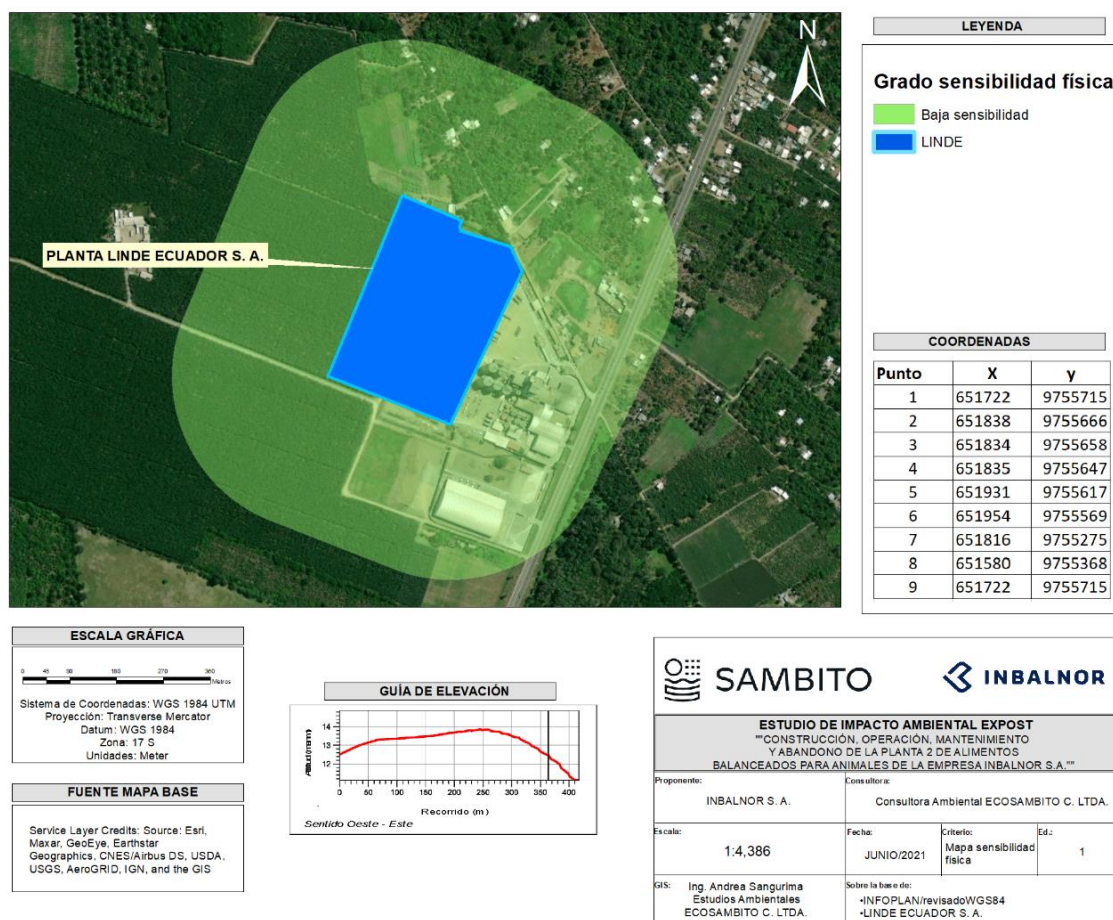 N
PLANTA LINDE ECUADOR S. A.
LEYENDA
Grado sensibilidad física
Baja sensibilidad
LINDE
COORDENADAS
Punto X y
1 651722 9755715
2 651838 9755666
3 651834 9755658
4 651835 9755647
5 651931 9755617
6 651954 9755569
7 651816 9755275
8 651580 9755368
9 651722 9755715
ESCALA GRÁFICA
0 45 90 180 270 360
Metros
Sistema de Coordenadas: WGS 1984 UTM
Proyección: Transverse Mercator
Datum: WGS 1984
Zona: 17 S
Unidades: Meter
FUENTE MAPA BASE
Service Layer Credits: Source: Esri,
Maxar, GeoEye, Earthstar
Geographics, CNES/Airbus DS, USDA,
USGS, AeroGRID, IGN, and the GIS
GUÍA DE ELEVACIÓN
14
13
12
0 50 100 150 200 250 300 350 400
Recorrido (m)
Sentido Oeste - Este
SAMBITO
INBALNOR
ESTUDIO DE IMPACTO AMBIENTAL EXPOST
""CONSTRUCCIÓN, OPERACIÓN, MANTENIMIENTO
Y ABANDONO DE LA PLANTA 2 DE ALIMENTOS
BALANCEADOS PARA ANIMALES DE LA EMPRESA INBALNOR S.A.""
Proponente:
INBALNOR S. A.
Consultora:
Consultora Ambiental ECOSAMBITO C. LTDA.
Escala:
1:4,386
Fecha:
JUNIO/2021
Criterio:
Mapa sensibilidad
física
Ed.:
1
GIS:
Ing. Andrea Sangurima
Estudios Ambientales
ECOSAMBITO C. LTDA.
Sobre la base de:
•INFOPLAN/revisadoWGS84
•LINDE ECUADOR S. A.